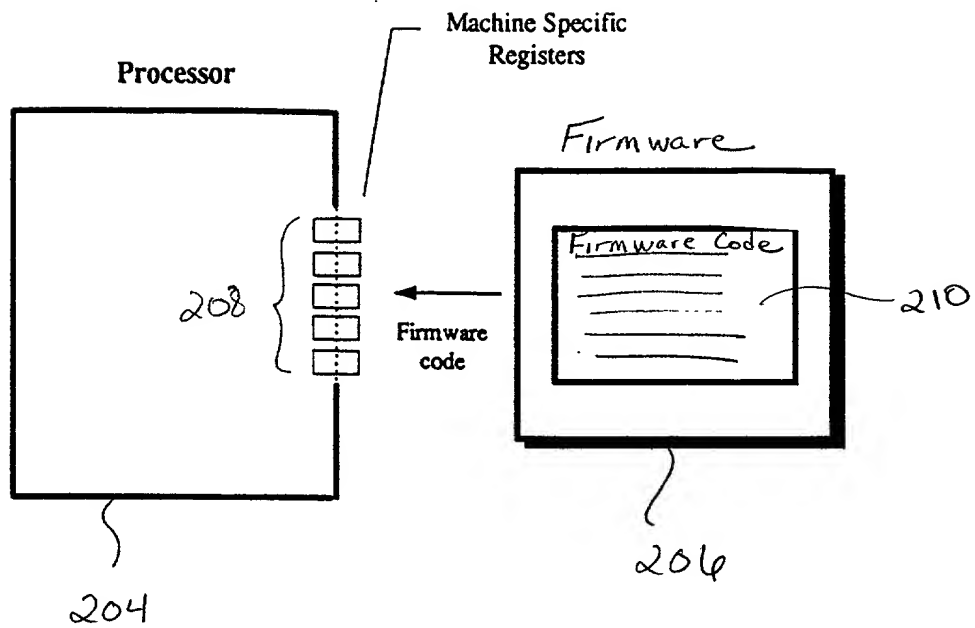 Machine Specific
Registers
Processor
Firmware
Firmware Code
208
210
Firmware
code
206
204